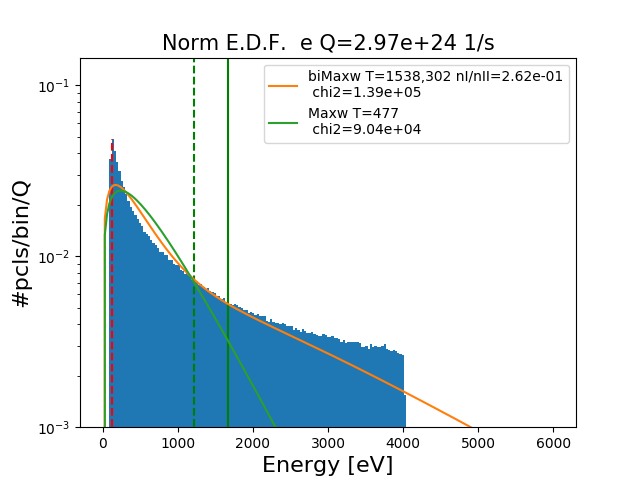 Norm E.D.F.  e Q=2.97e+24 1/s
biMaxw T=1538,302 nI/nII=2.62e-01
chi2=1.39e+05
Maxw T=477
chi2=9.04e+04
#pcls/bin/Q
10⁻¹
10⁻²
10⁻³
0 1000 2000 3000 4000 5000 6000
Energy [eV]